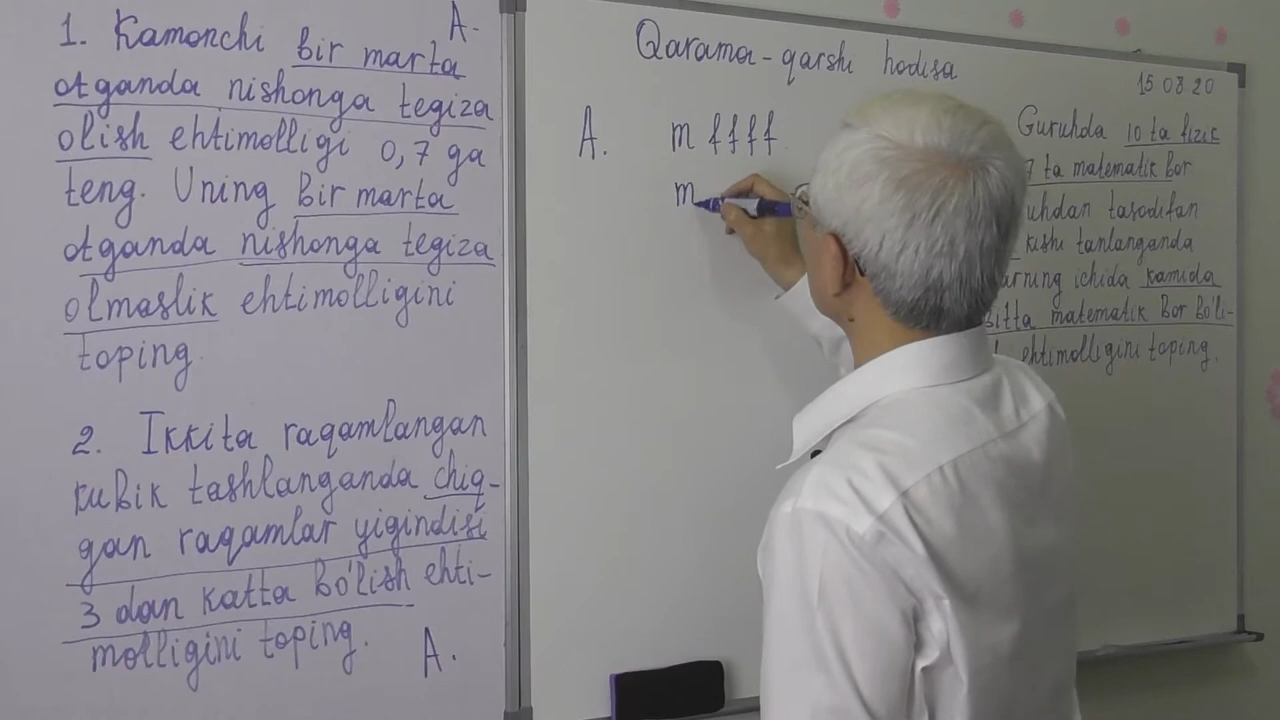 1. Kamonchi bir marta
A.
otganda nishonga tegiza
olish ehtimolligi 0,7 ga
teng. Uning bir marta
otganda nishonga tegiza
olmaslik ehtimolligini
toping.
2. Ikkita raqamlangan
kubik tashlanganda chiq-
gan raqamlar yigindisi
3 dan katta bo'lish ehti-
molligini toping.
A.
Qarama-qarshi hodisa
15 08 20
A. m f f f f
m
Guruhda 10 ta fizic
7 ta matematik bor
tasodifan
kishi tanlanganda
ichida kamida
bitta matematik bor bo'li-
ehtimolligini toping.